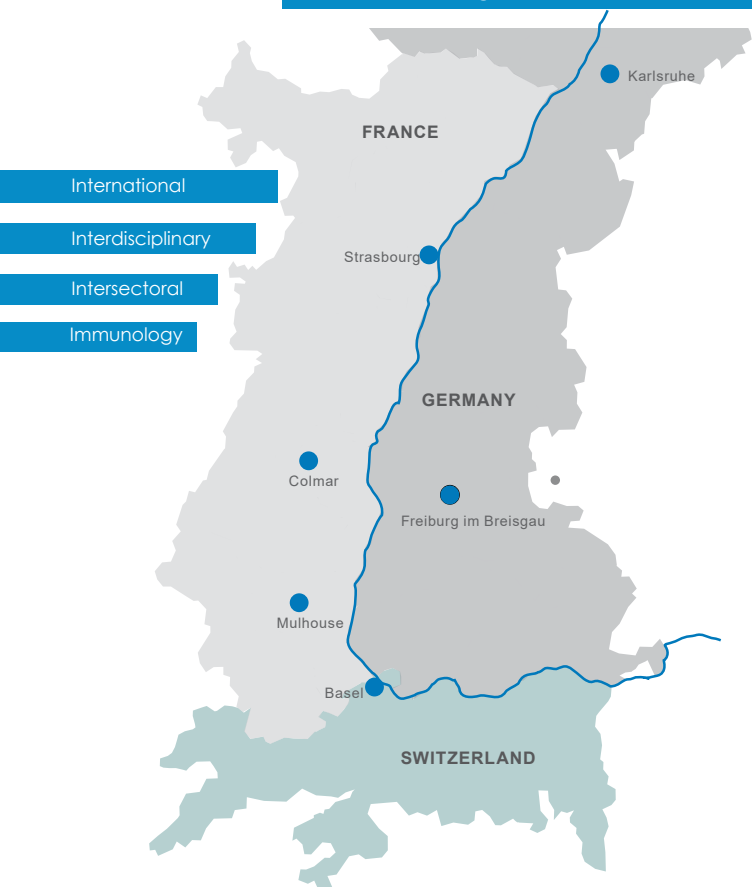 Karlsruhe
FRANCE
International
Interdisciplinary
Strasbourg
Intersectoral
Immunology
GERMANY
Colmar
Freiburg im Breisgau
Mulhouse
Basel
SWITZERLAND